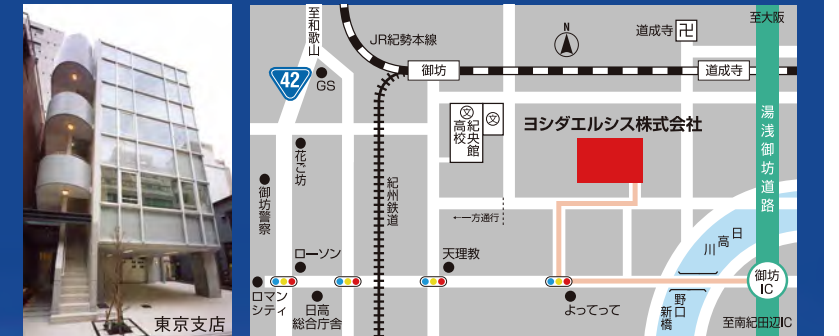 東京支店
至和歌山
JR紀勢本線
N
道成寺
至大阪
42
GS
御坊
道成寺
紀央館
高校
ヨシダエルシス株式会社
湯浅御坊道路
花ご坊
御坊警察
紀州鉄道
←一方通行
日高川
ローソン
天理教
御坊
IC
ロマン
シティ
日高
総合庁舎
よってって
野口
新橋
至南紀田辺IC